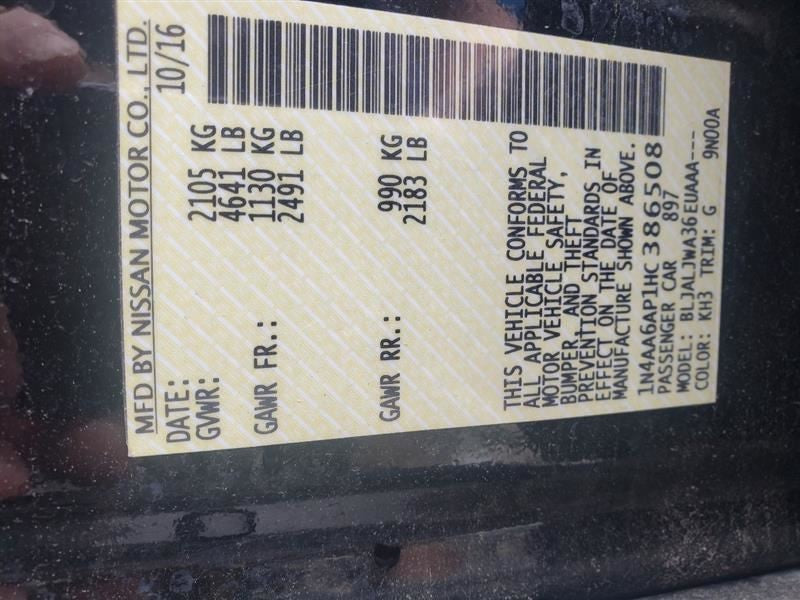 MFD BY NISSAN MOTOR CO., LTD.
DATE: 10/16
GVWR: 2105 KG
4641 LB
GAWR FR.: 1130 KG
2491 LB
GAWR RR.: 990 KG
2183 LB
THIS VEHICLE CONFORMS TO
ALL APPLICABLE FEDERAL
MOTOR VEHICLE SAFETY,
BUMPER, AND THEFT
PREVENTION STANDARDS IN
EFFECT ON THE DATE OF
MANUFACTURE SHOWN ABOVE.
1N4AA6AP1HC386508
PASSENGER CAR 897
MODEL: BLJALJWA36EUAAA---
COLOR: KH3 TRIM: G 9N00A